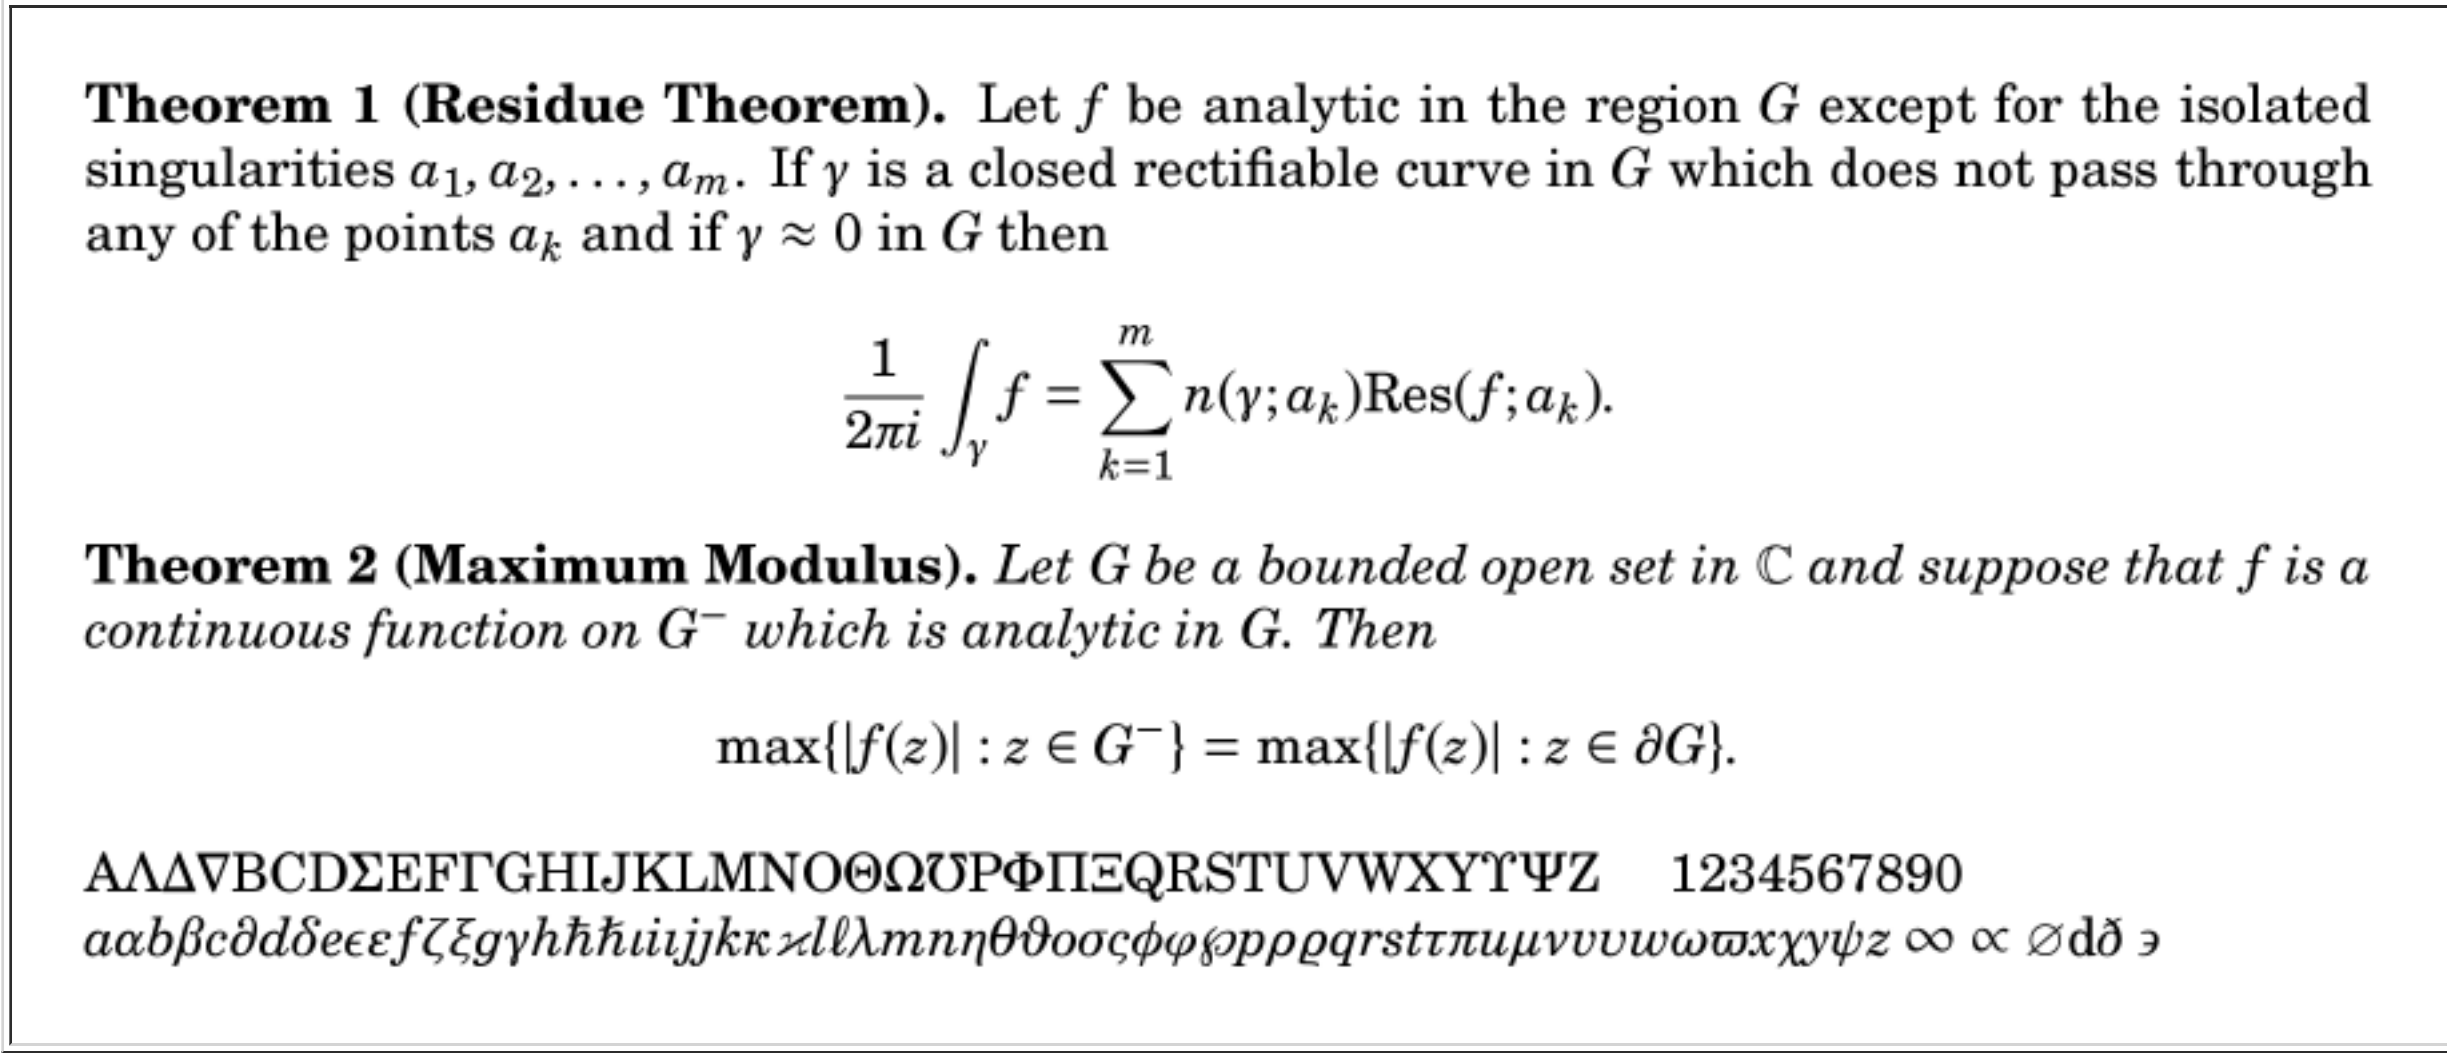 Theorem 1 (Residue Theorem). Let f be analytic in the region G except for the isolated
singularities a₁, a₂, . . . , aₘ. If γ is a closed rectifiable curve in G which does not pass through
any of the points aₖ and if γ ≈ 0 in G then
1/2πi ∫_γ f = ∑_{k=1}^{m} n(γ; aₖ)Res(f; aₖ).
Theorem 2 (Maximum Modulus). Let G be a bounded open set in ℂ and suppose that f is a
continuous function on G⁻ which is analytic in G. Then
max{|f(z)| : z ∈ G⁻} = max{|f(z)| : z ∈ ∂G}.
AΛΔ∇BCDΣEFΓGHIJKLMNOΘΩ℧PΦΠΞQRSTUVWXYϒΨZ 1234567890
aαbβc∂dδeϵεfζξgγhħℏιiıjȷkκϰlℓλmnηθϑoσςϕφ℘pρϱqrstτπuμνυυwωϖxχyψz ∞ ∝ ∅dð ϶